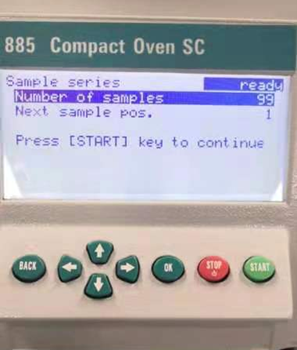 885 Compact Oven SC
Sample series ready
Number of samples 99
Next sample pos. 1
Press [START] key to continue
BACK OK STOP START